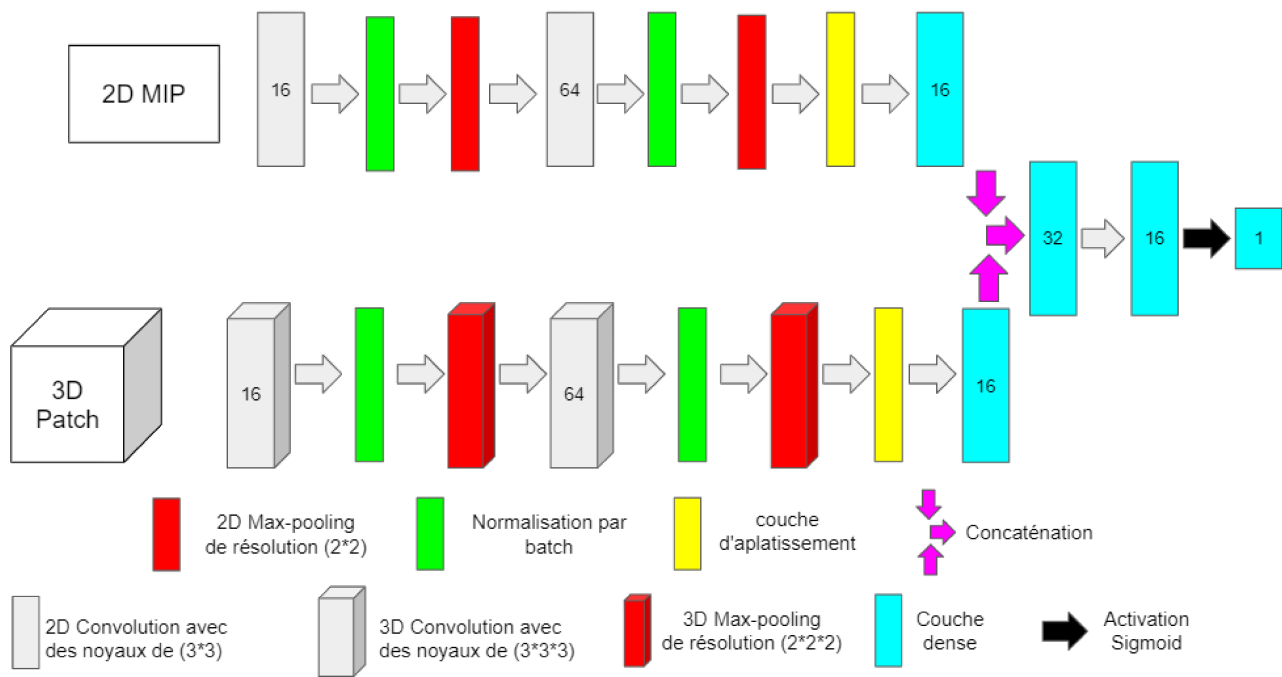 2D MIP
16
64
16
32
16
1
3D
Patch
16
64
16
2D Max-pooling
de résolution (2*2)
Normalisation par
batch
couche
d'aplatissement
Concaténation
2D Convolution avec
des noyaux de (3*3)
3D Convolution avec
des noyaux de (3*3*3)
3D Max-pooling
de résolution (2*2*2)
Couche
dense
Activation
Sigmoid